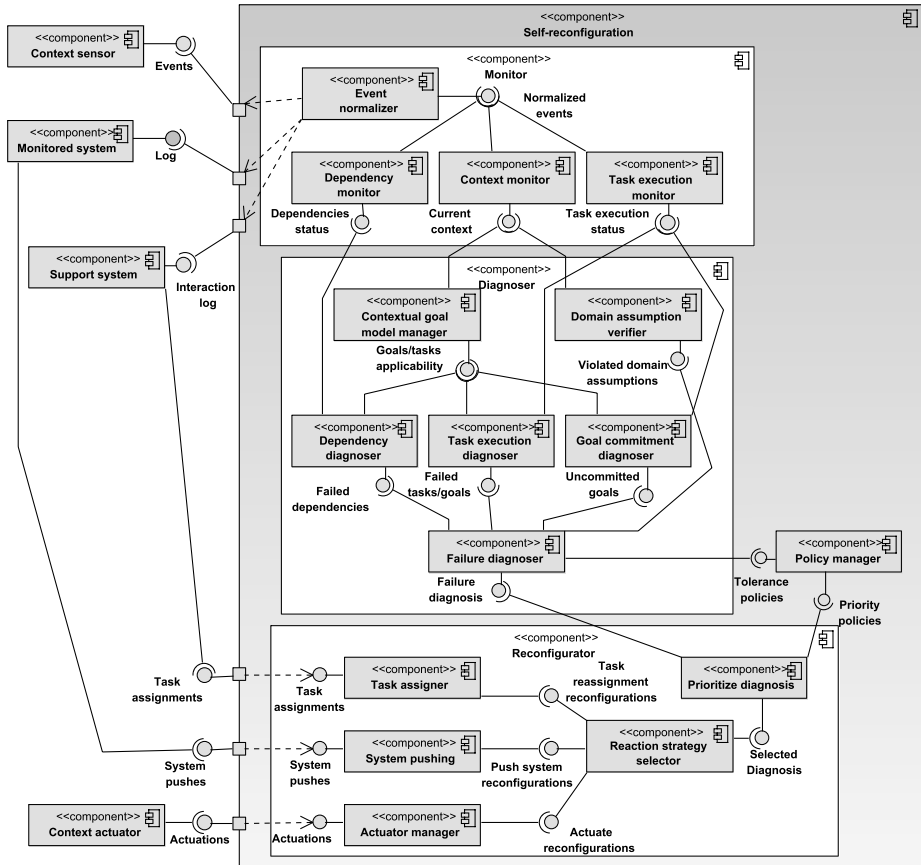 <<component>>
Self-reconfiguration
<<component>>
Context sensor
Events
<<component>>
Monitor
<<component>>
Event
normalizer
Normalized
events
<<component>>
Monitored system
Log
<<component>>
Dependency
monitor
<<component>>
Context monitor
<<component>>
Task execution
monitor
Dependencies
status
Current
context
Task execution
status
<<component>>
Support system
Interaction
log
<<component>>
Diagnoser
<<component>>
Contextual goal
model manager
<<component>>
Domain assumption
verifier
Goals/tasks
applicability
Violated domain
assumptions
<<component>>
Dependency
diagnoser
<<component>>
Task execution
diagnoser
<<component>>
Goal commitment
diagnoser
Failed
dependencies
Failed
tasks/goals
Uncommitted
goals
<<component>>
Failure diagnoser
<<component>>
Policy manager
Failure
diagnosis
Tolerance
policies
Priority
policies
<<component>>
Reconfigurator
Task
assignments
Task
assignments
<<component>>
Task assigner
Task
reassignment
reconfigurations
<<component>>
Prioritize diagnosis
System
pushes
System
pushes
<<component>>
System pushing
Push system
reconfigurations
<<component>>
Reaction strategy
selector
Selected
Diagnosis
<<component>>
Context actuator
Actuations
Actuations
<<component>>
Actuator manager
Actuate
reconfigurations